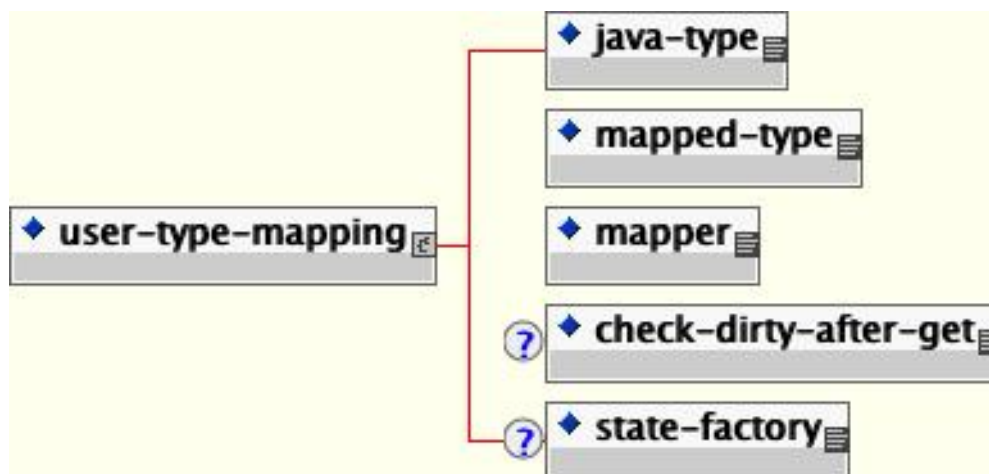 java-type
mapped-type
user-type-mapping
mapper
? check-dirty-after-get
? state-factory